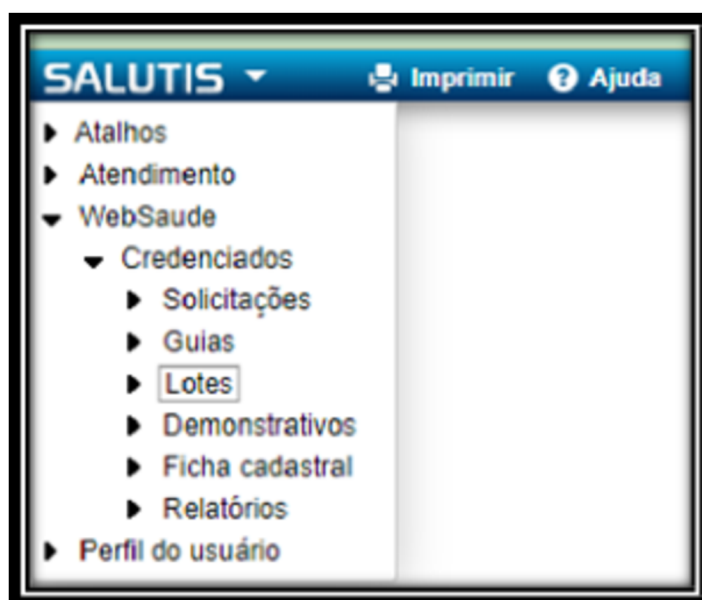 SALUTIS Imprimir Ajuda
Atalhos
Atendimento
WebSaude
Credenciados
Solicitações
Guias
Lotes
Demonstrativos
Ficha cadastral
Relatórios
Perfil do usuário